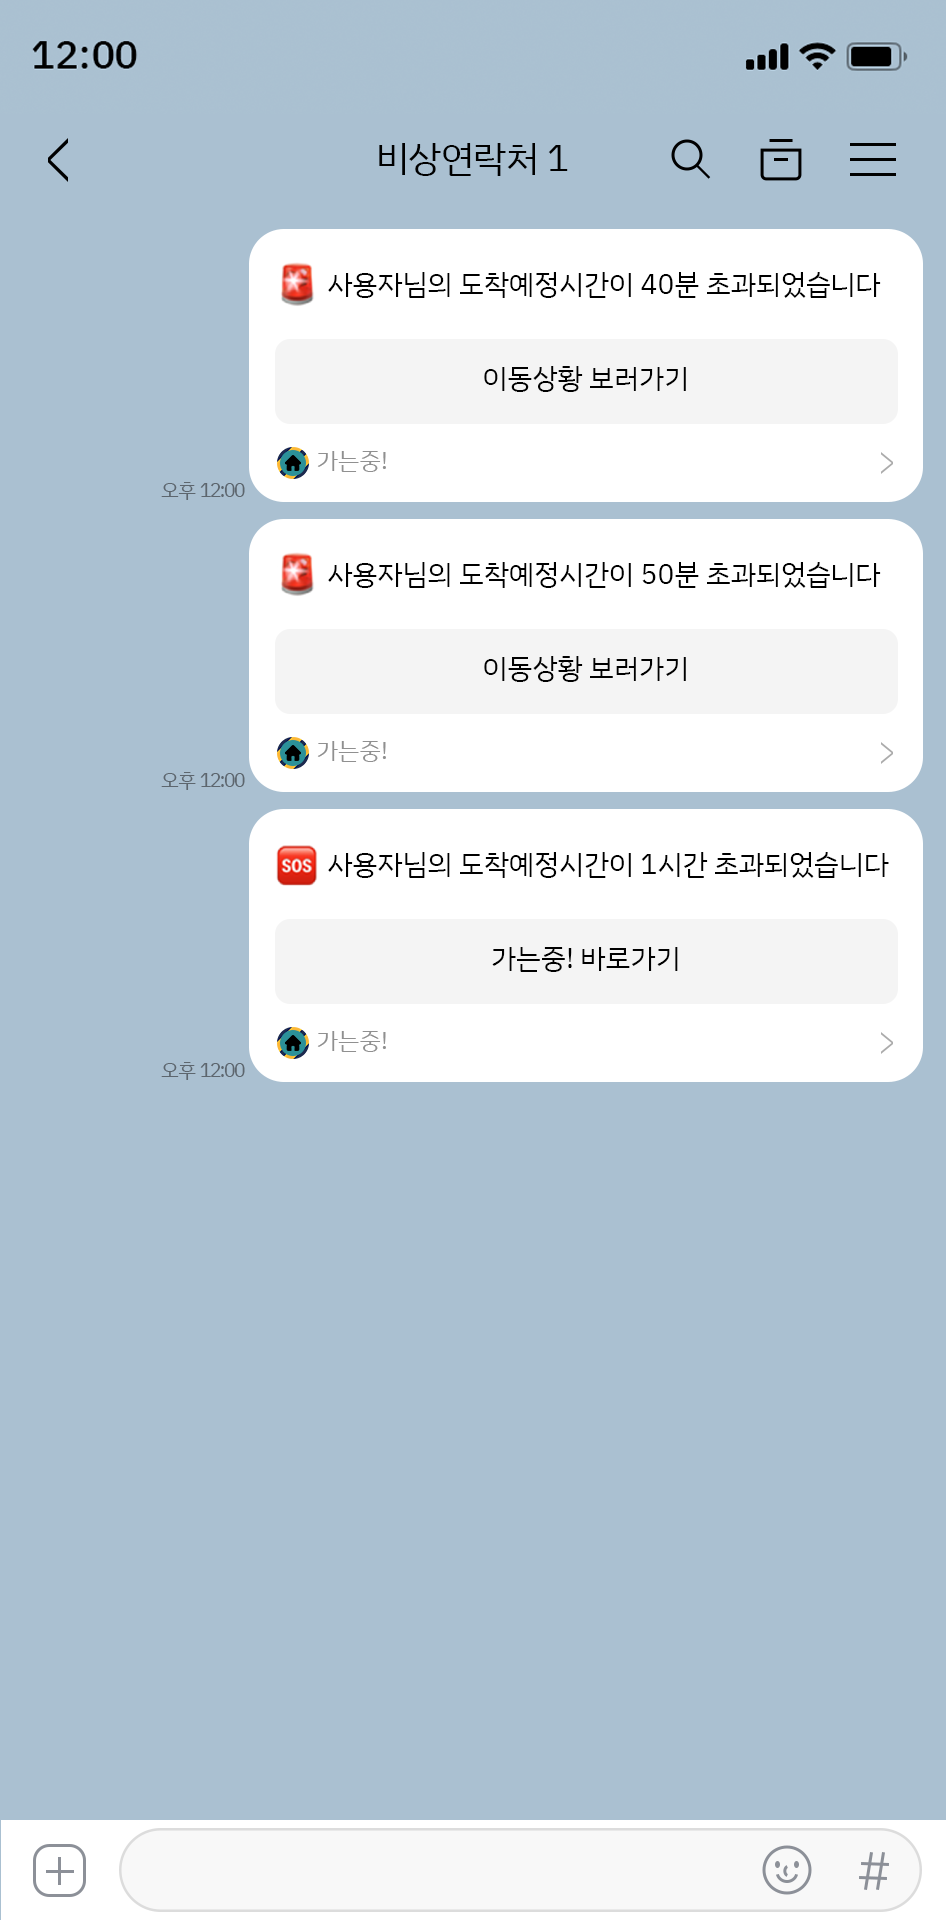 12:00
비상연락처 1
사용자님의 도착예정시간이 40분 초과되었습니다
이동상황 보러가기
가는중!
오후 12:00
사용자님의 도착예정시간이 50분 초과되었습니다
이동상황 보러가기
가는중!
오후 12:00
SOS 사용자님의 도착예정시간이 1시간 초과되었습니다
가는중! 바로가기
가는중!
오후 12:00
#